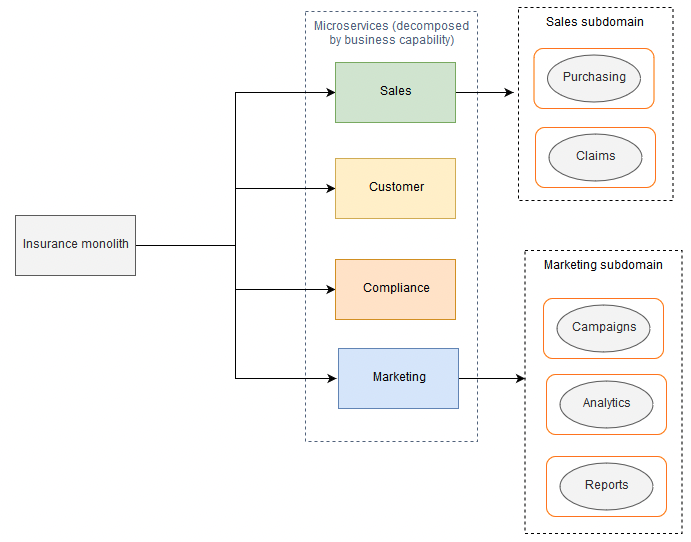 Insurance monolith
Microservices (decomposed
by business capability)
Sales
Customer
Compliance
Marketing
Sales subdomain
Purchasing
Claims
Marketing subdomain
Campaigns
Analytics
Reports